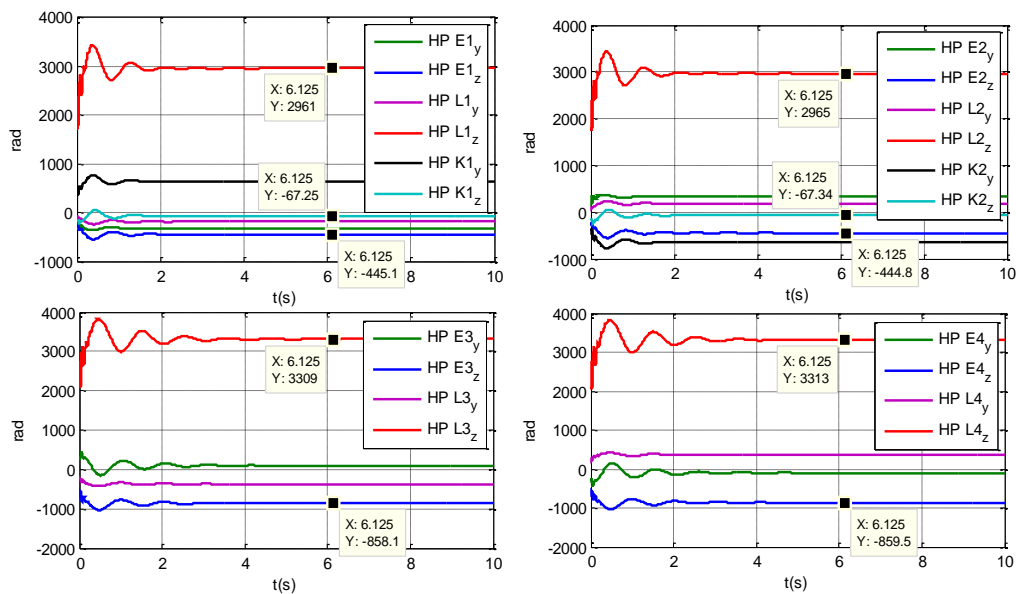 4000
3000
2000
1000
0
-1000
rad
0
2
4
6
8
10
t(s)
X: 6.125
Y: 2961
X: 6.125
Y: -67.25
X: 6.125
Y: -445.1
HP E1y
HP E1z
HP L1y
HP L1z
HP K1y
HP K1z
4000
3000
2000
1000
0
-1000
rad
0
2
4
6
8
10
t(s)
X: 6.125
Y: 2965
X: 6.125
Y: -67.34
X: 6.125
Y: -444.8
HP E2y
HP E2z
HP L2y
HP L2z
HP K2y
HP K2z
4000
3000
2000
1000
0
-1000
-2000
rad
0
2
4
6
8
10
t(s)
X: 6.125
Y: 3309
X: 6.125
Y: -858.1
HP E3y
HP E3z
HP L3y
HP L3z
4000
3000
2000
1000
0
-1000
-2000
rad
0
2
4
6
8
10
t(s)
X: 6.125
Y: 3313
X: 6.125
Y: -859.5
HP E4y
HP E4z
HP L4y
HP L4z